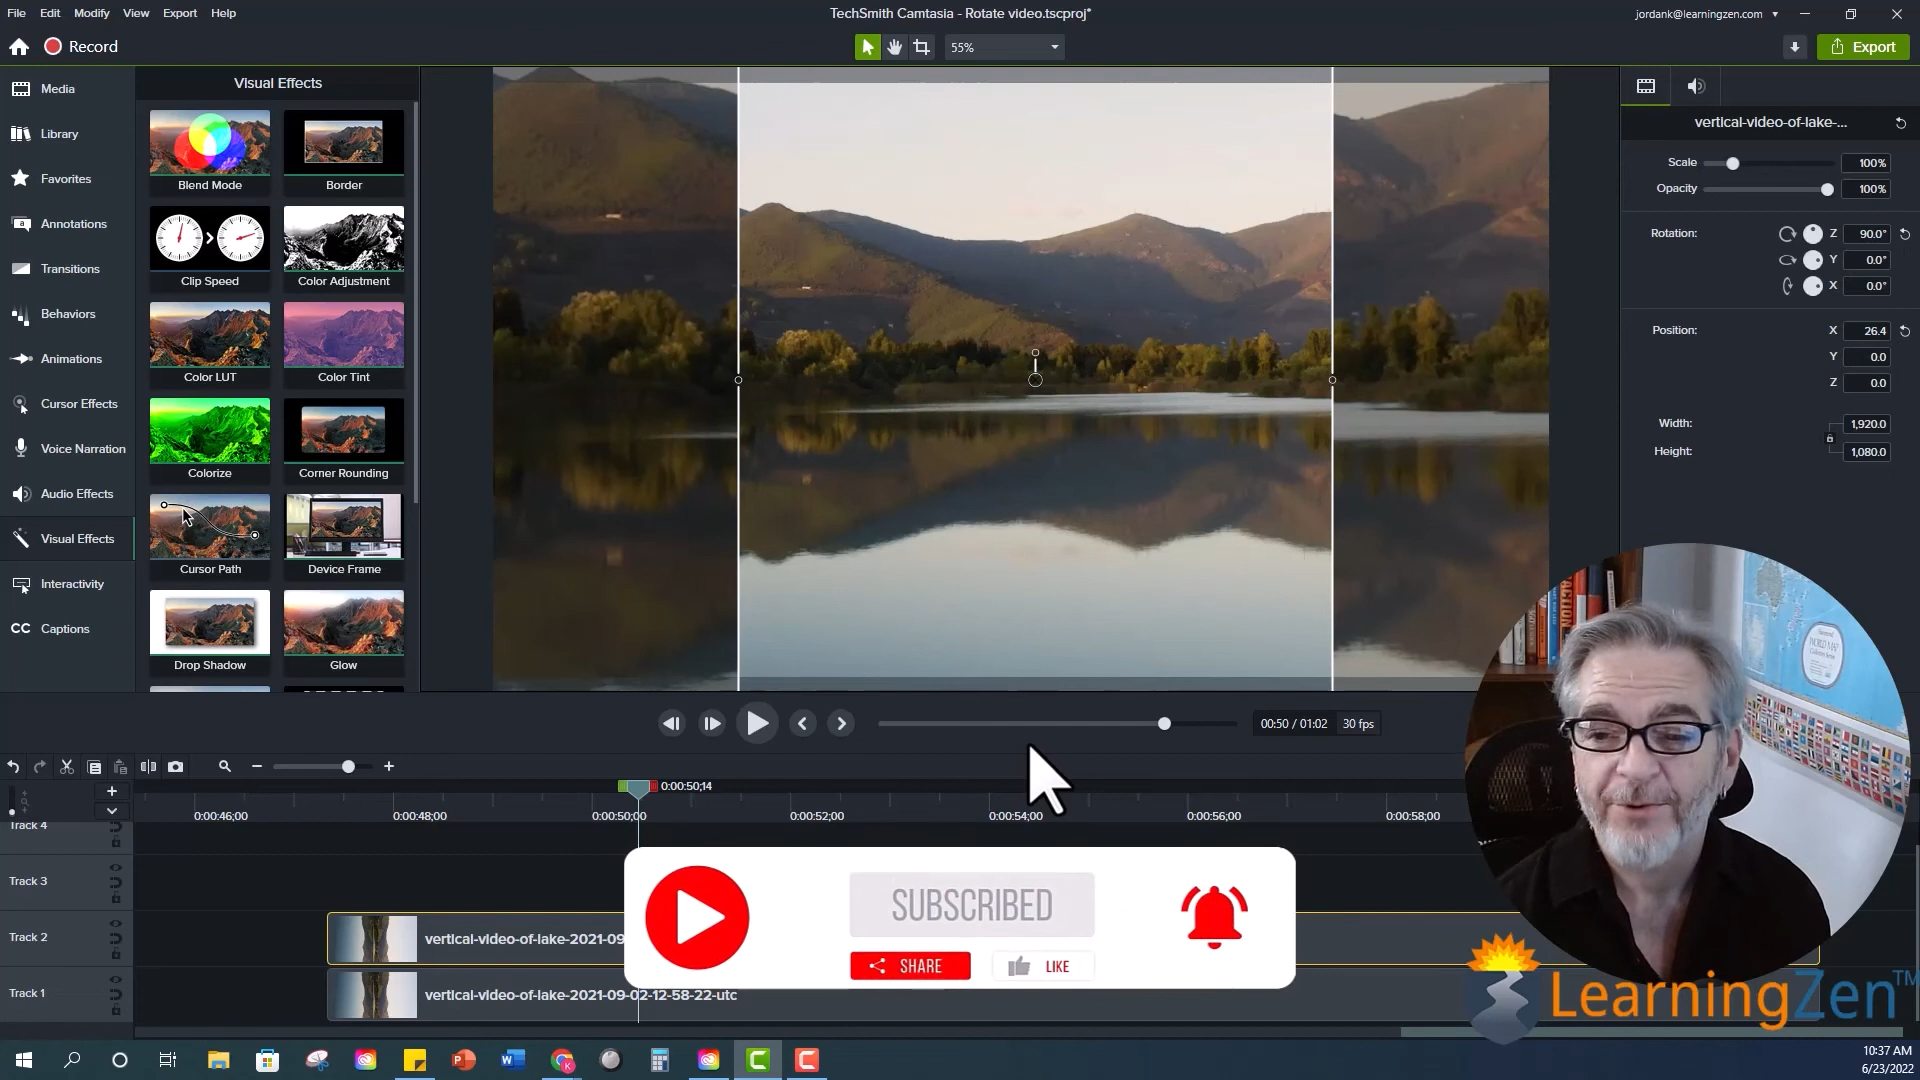 File Edit Modify View Export Help
TechSmith Camtasia - Rotate video.tscproj*
jordank@learningzen.com
Record
55%
Export
Media
Library
Favorites
Annotations
Transitions
Behaviors
Animations
Cursor Effects
Voice Narration
Audio Effects
Visual Effects
Interactivity
CC Captions
Visual Effects
Blend Mode
Border
Clip Speed
Color Adjustment
Color LUT
Color Tint
Colorize
Corner Rounding
Cursor Path
Device Frame
Drop Shadow
Glow
vertical-video-of-lake-...
Scale 100%
Opacity 100%
Rotation: Z 90.0°
Y 0.0°
X 0.0°
Position: X 26.4
Y 0.0
Z 0.0
Width: 1,920.0
Height: 1,080.0
00:50 / 01:02 30 fps
0:00:50;14
0:00:46;00 0:00:48;00 0:00:50;00 0:00:52;00 0:00:54;00 0:00:56;00 0:00:58;00
Track 4
Track 3
Track 2
vertical-video-of-lake-2021-09
Track 1
vertical-video-of-lake-2021-09-02-12-58-22-utc
SUBSCRIBED
SHARE
LIKE
LearningZen™
10:37 AM
6/23/2022